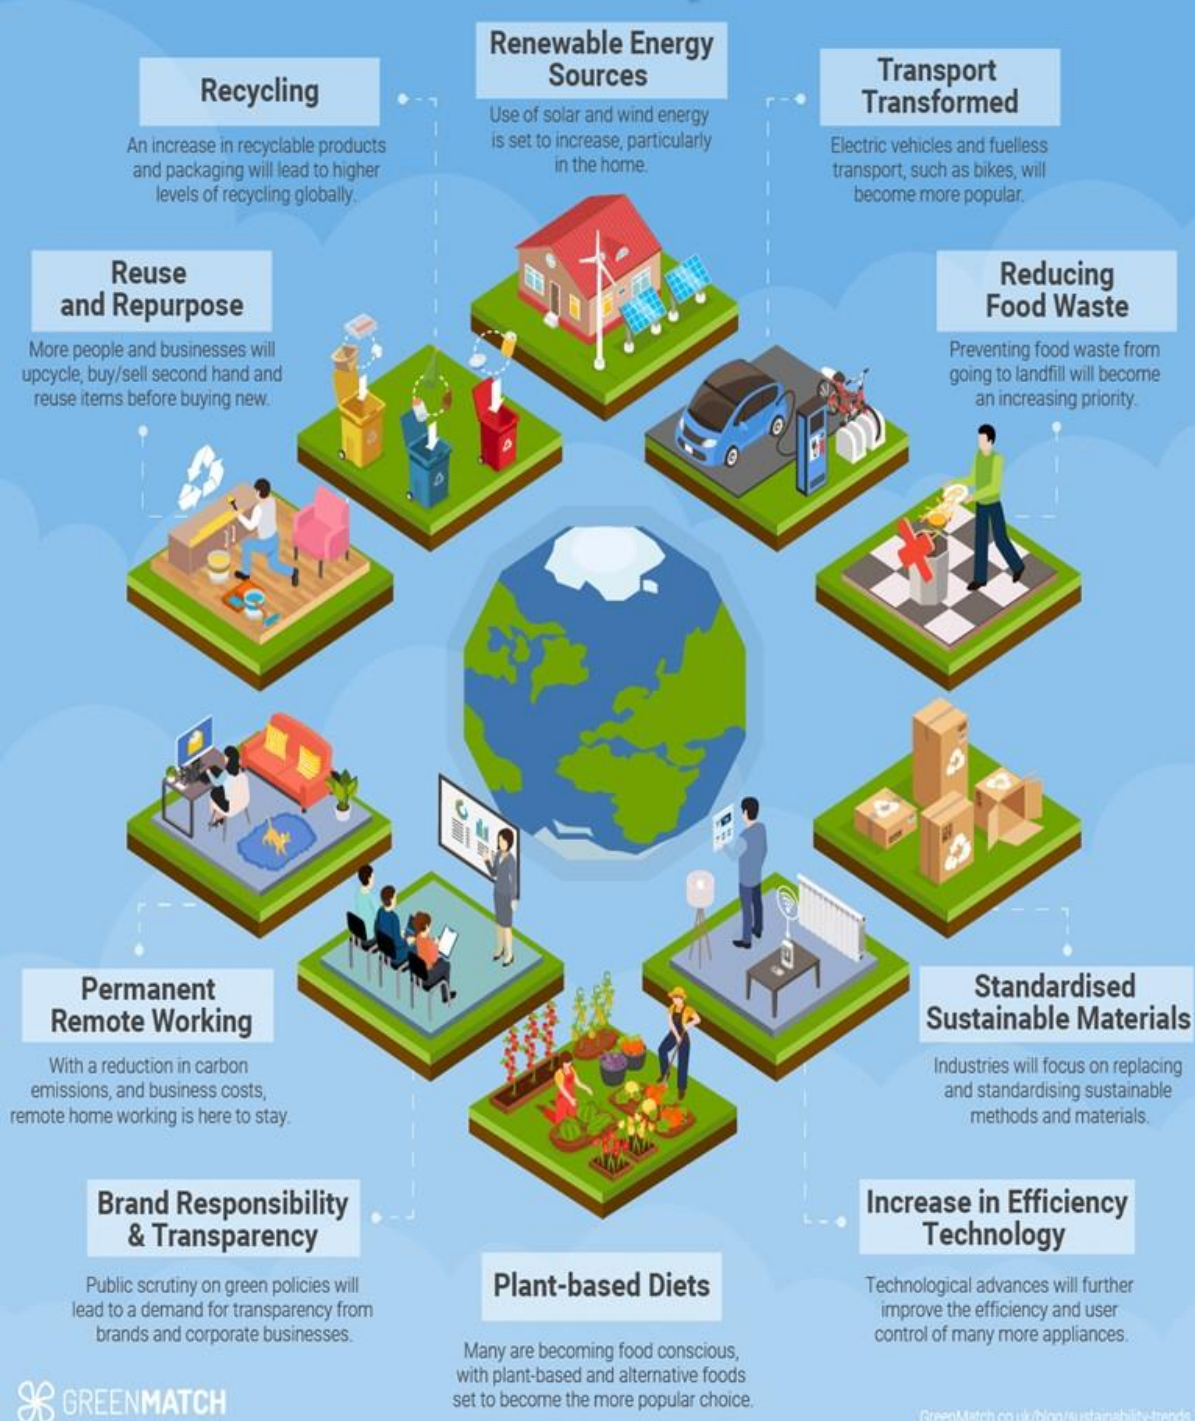 Renewable Energy
Sources
Use of solar and wind energy
is set to increase, particularly
in the home.
Transport
Transformed
Electric vehicles and fuelless
transport, such as bikes, will
become more popular.
Reducing
Food Waste
Preventing food waste from
going to landfill will become
an increasing priority.
Standardised
Sustainable Materials
Industries will focus on replacing
and standardising sustainable
methods and materials.
Increase in Efficiency
Technology
Technological advances will further
improve the efficiency and user
control of many more appliances.
Plant-based Diets
Many are becoming food conscious,
with plant-based and alternative foods
set to become the more popular choice.
Brand Responsibility
& Transparency
Public scrutiny on green policies will
lead to a demand for transparency from
brands and corporate businesses.
Permanent
Remote Working
With a reduction in carbon
emissions, and business costs,
remote home working is here to stay.
Reuse
and Repurpose
More people and businesses will
upcycle, buy/sell second hand and
reuse items before buying new.
Recycling
An increase in recyclable products
and packaging will lead to higher
levels of recycling globally.
GREENMATCH
GreenMatch.co.uk/blog/sustainability-trends